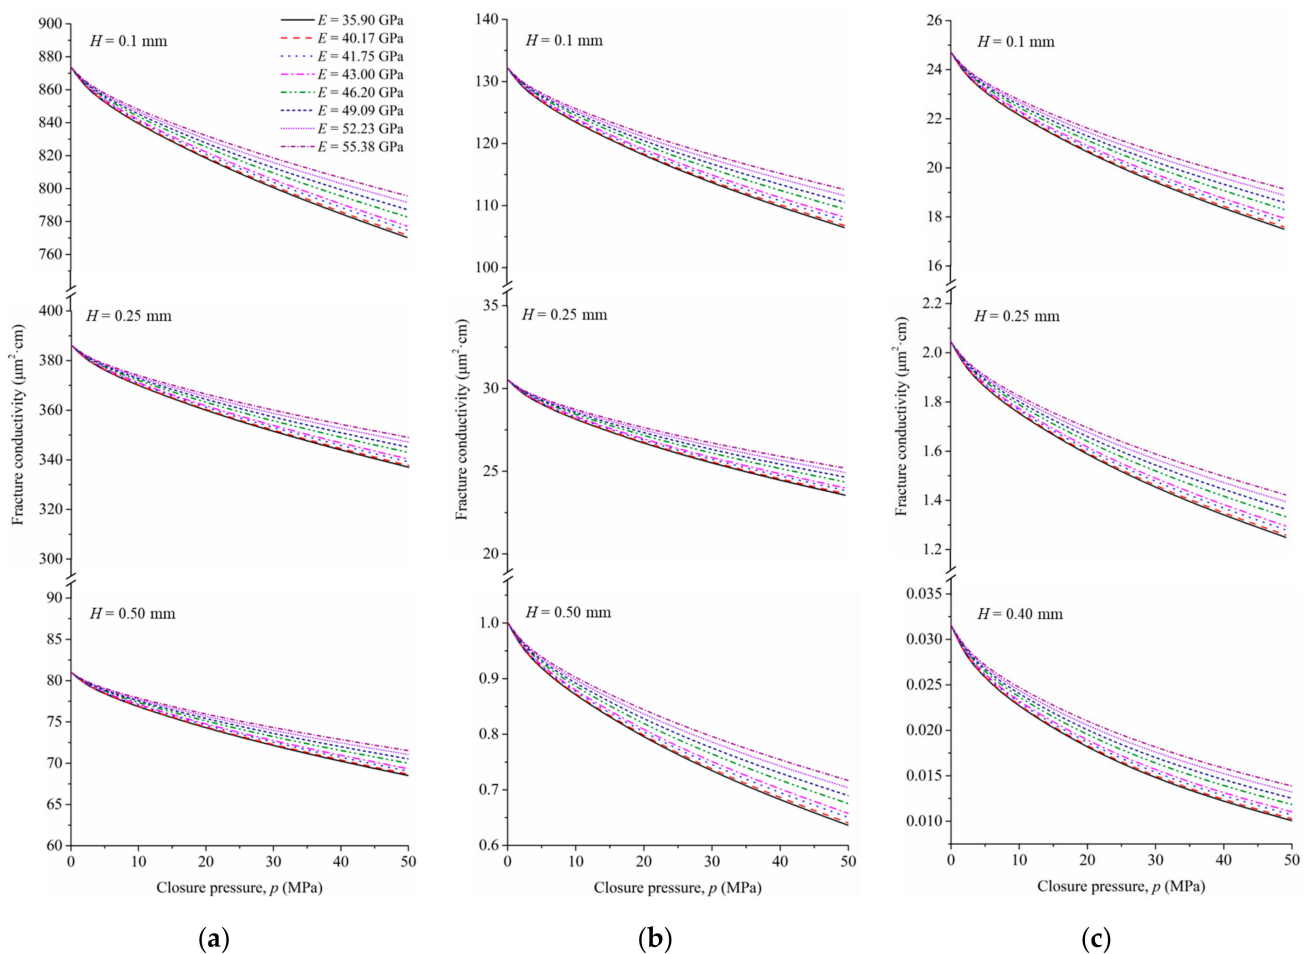 900
880
860
840
820
800
780
760
400
380
360
340
320
300
90
85
80
75
70
65
60
H = 0.1 mm
E = 35.90 GPa
E = 40.17 GPa
E = 41.75 GPa
E = 43.00 GPa
E = 46.20 GPa
E = 49.09 GPa
E = 52.23 GPa
E = 55.38 GPa
H = 0.25 mm
H = 0.50 mm
Fracture conductivity (μm²·cm)
0 10 20 30 40 50
Closure pressure, p (MPa)
(a)
140
130
120
110
100
35
30
25
20
1.0
0.9
0.8
0.7
0.6
H = 0.1 mm
H = 0.25 mm
H = 0.50 mm
Fracture conductivity (μm²·cm)
0 10 20 30 40 50
Closure pressure, p (MPa)
(b)
26
24
22
20
18
16
2.2
2.0
1.8
1.6
1.4
1.2
0.035
0.030
0.025
0.020
0.015
0.010
H = 0.1 mm
H = 0.25 mm
H = 0.40 mm
Fracture conductivity (μm²·cm)
0 10 20 30 40 50
Closure pressure, p (MPa)
(c)